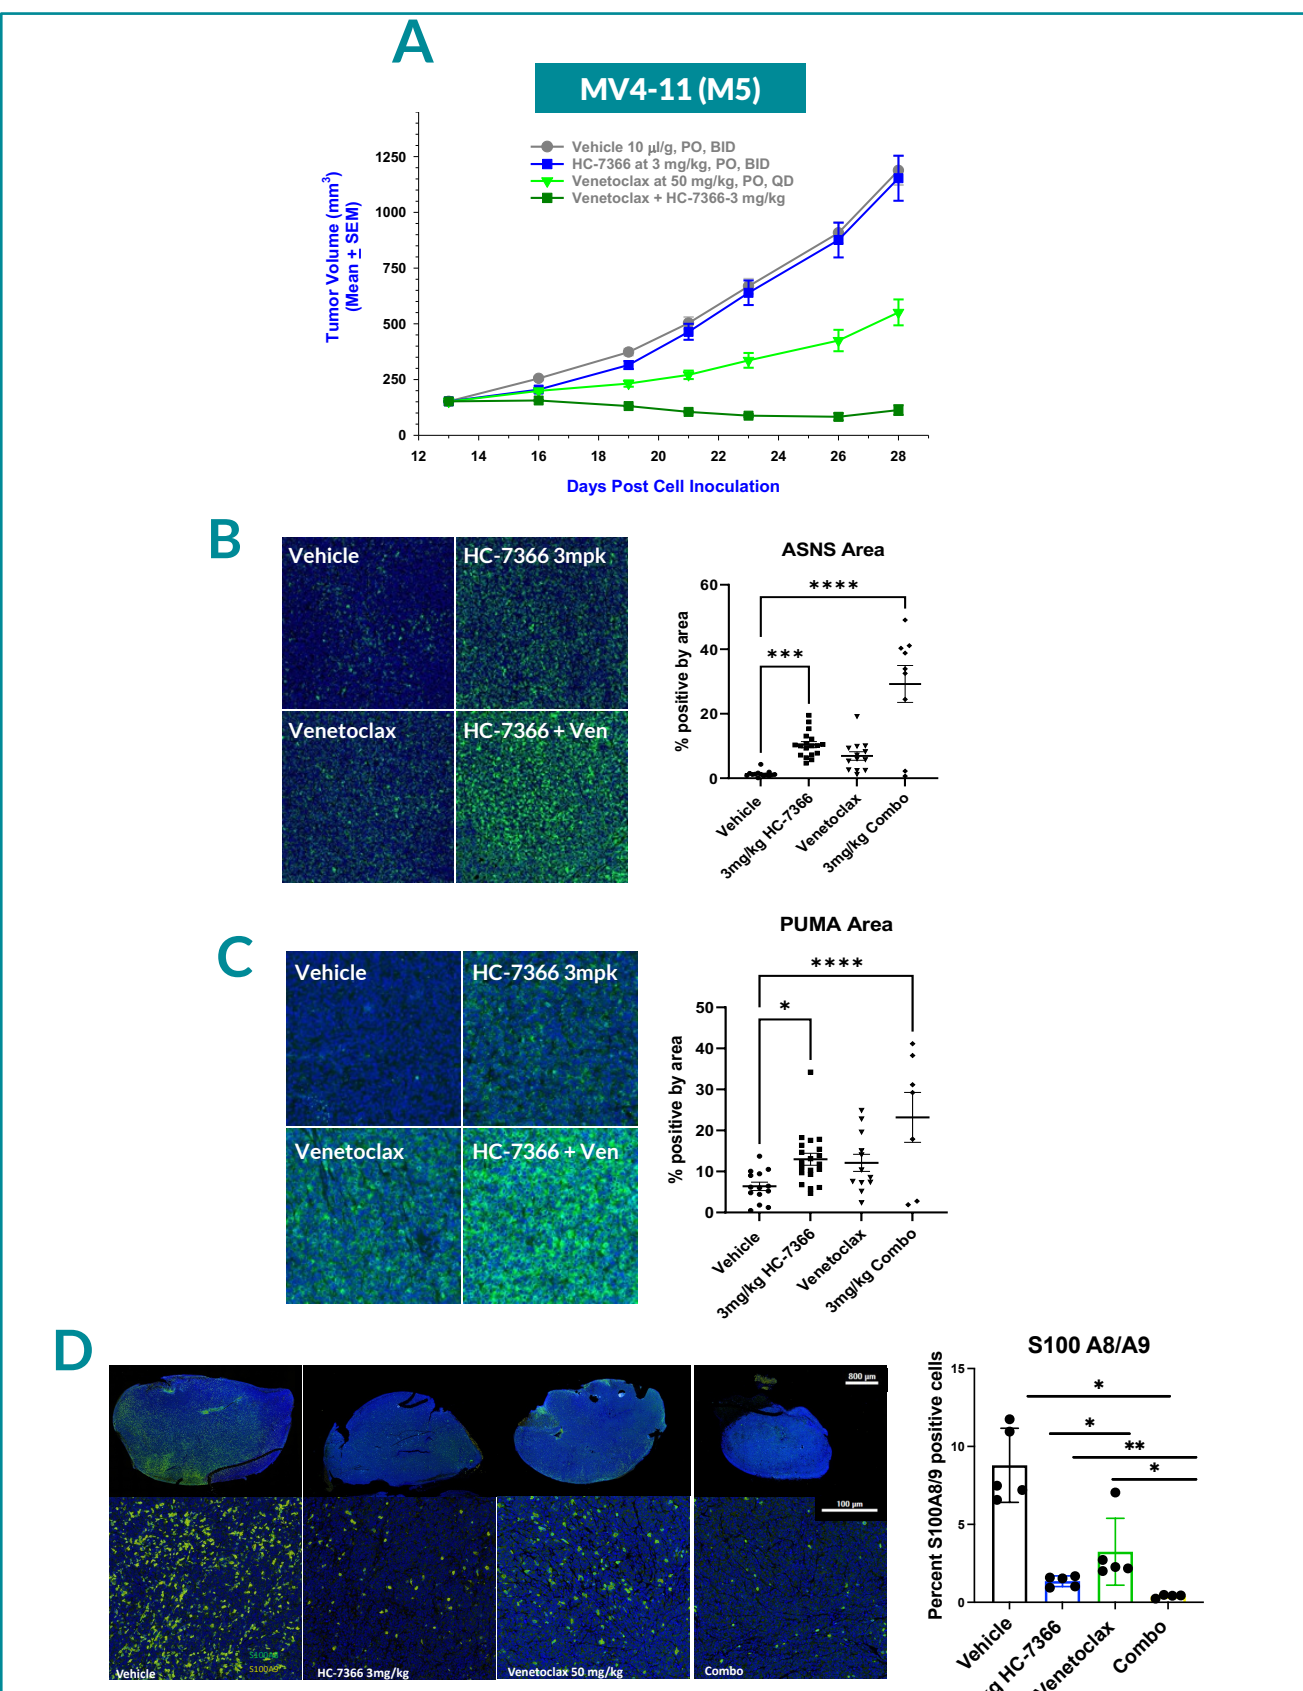 A
MV4-11 (M5)
Vehicle 10 µl/g, PO, BID
HC-7366 at 3 mg/kg, PO, BID
Venetoclax at 50 mg/kg, PO, QD
Venetoclax + HC-7366-3 mg/kg
Tumor Volume (mm³)
(Mean ± SEM)
1250
1000
750
500
250
0
12 14 16 18 20 22 24 26 28
Days Post Cell Inoculation
B
Vehicle
HC-7366 3mpk
Venetoclax
HC-7366 + Ven
ASNS Area
% positive by area
60
40
20
0
****
***
Vehicle
3mg/kg HC-7366
Venetoclax
3mg/kg Combo
C
Vehicle
HC-7366 3mpk
Venetoclax
HC-7366 + Ven
PUMA Area
% positive by area
50
40
30
20
10
0
****
*
Vehicle
3mg/kg HC-7366
Venetoclax
3mg/kg Combo
D
800 µm
100 µm
S100A9
Vehicle
HC-7366 3mg/kg
Venetoclax 50 mg/kg
Combo
S100 A8/A9
Percent S100A8/9 positive cells
15
10
5
0
*
*
**
*
Vehicle
HC-7366
Venetoclax
Combo